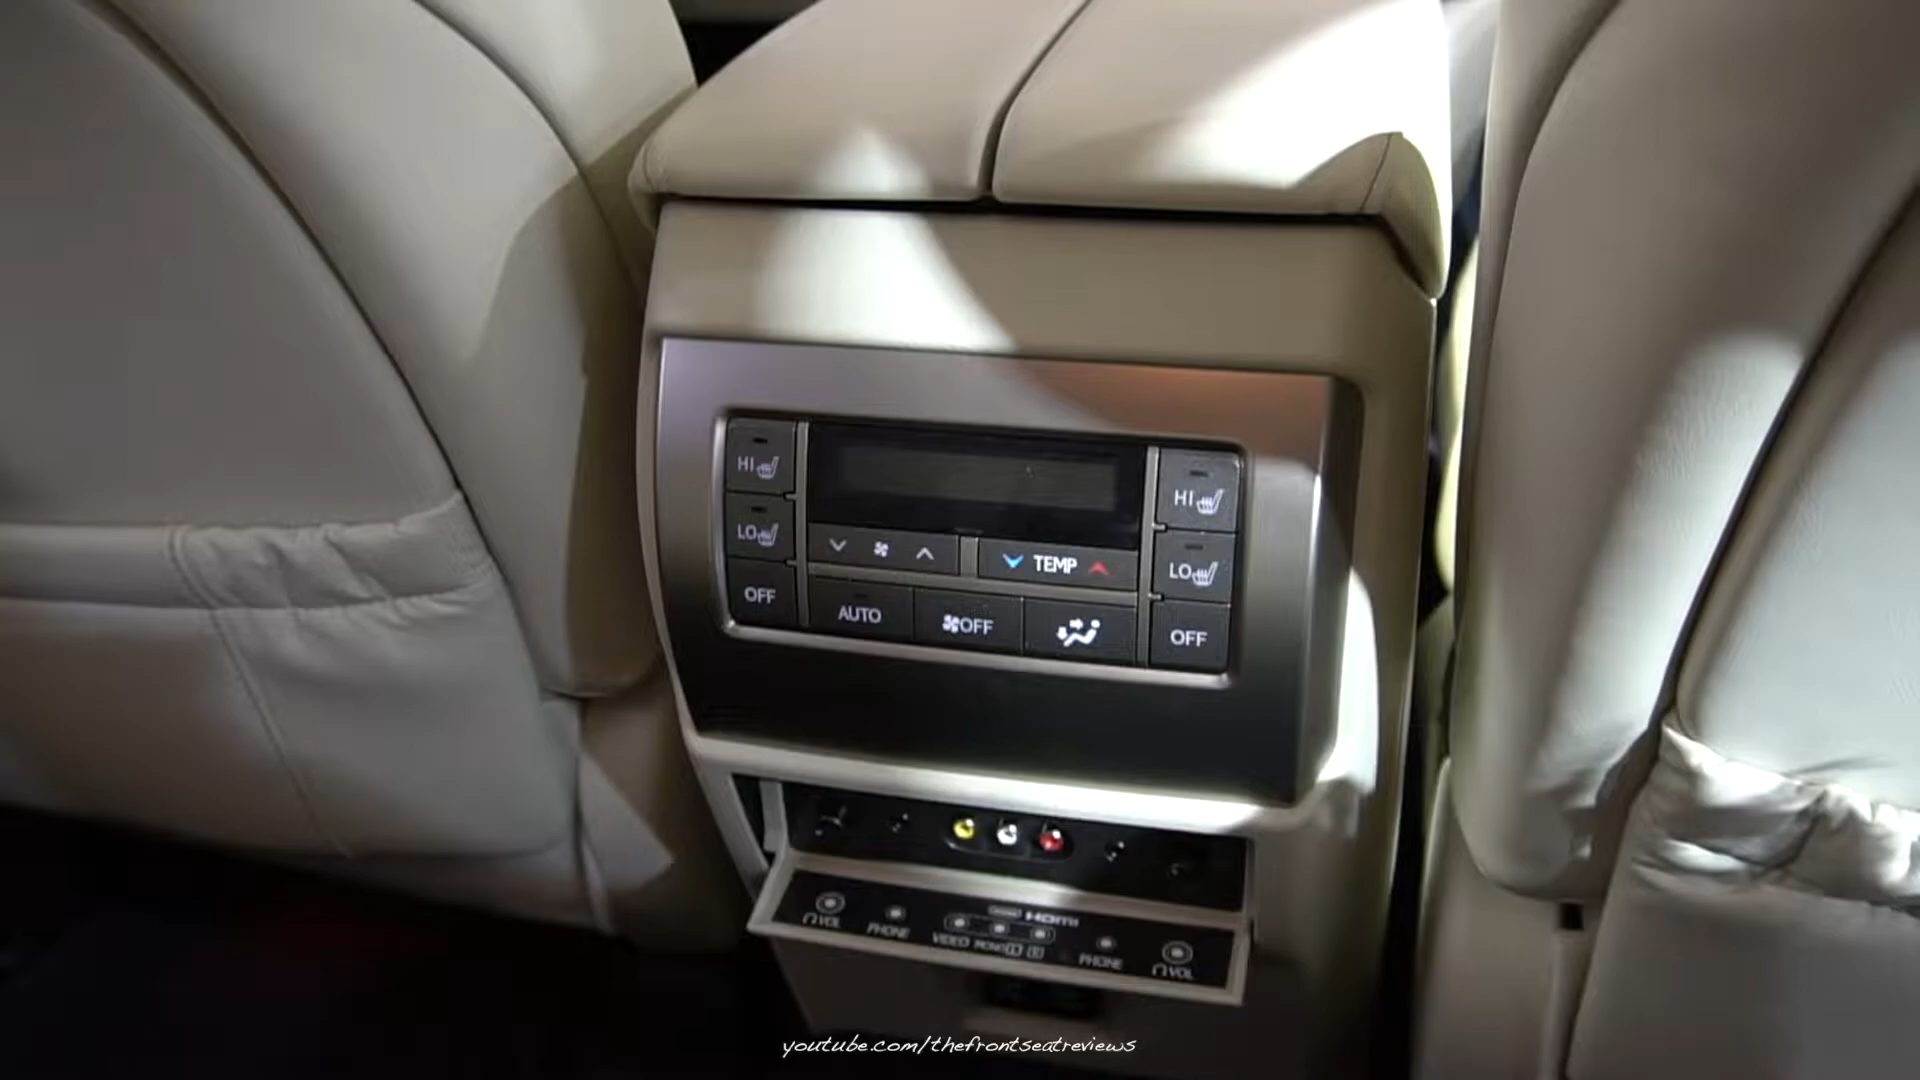 HI
HI
LO
TEMP
LO
OFF
AUTO
OFF
OFF
HDMI
VOL
PHONE
VIDEO
PHONE
VOL
youtube.com/thefrontseatreviews